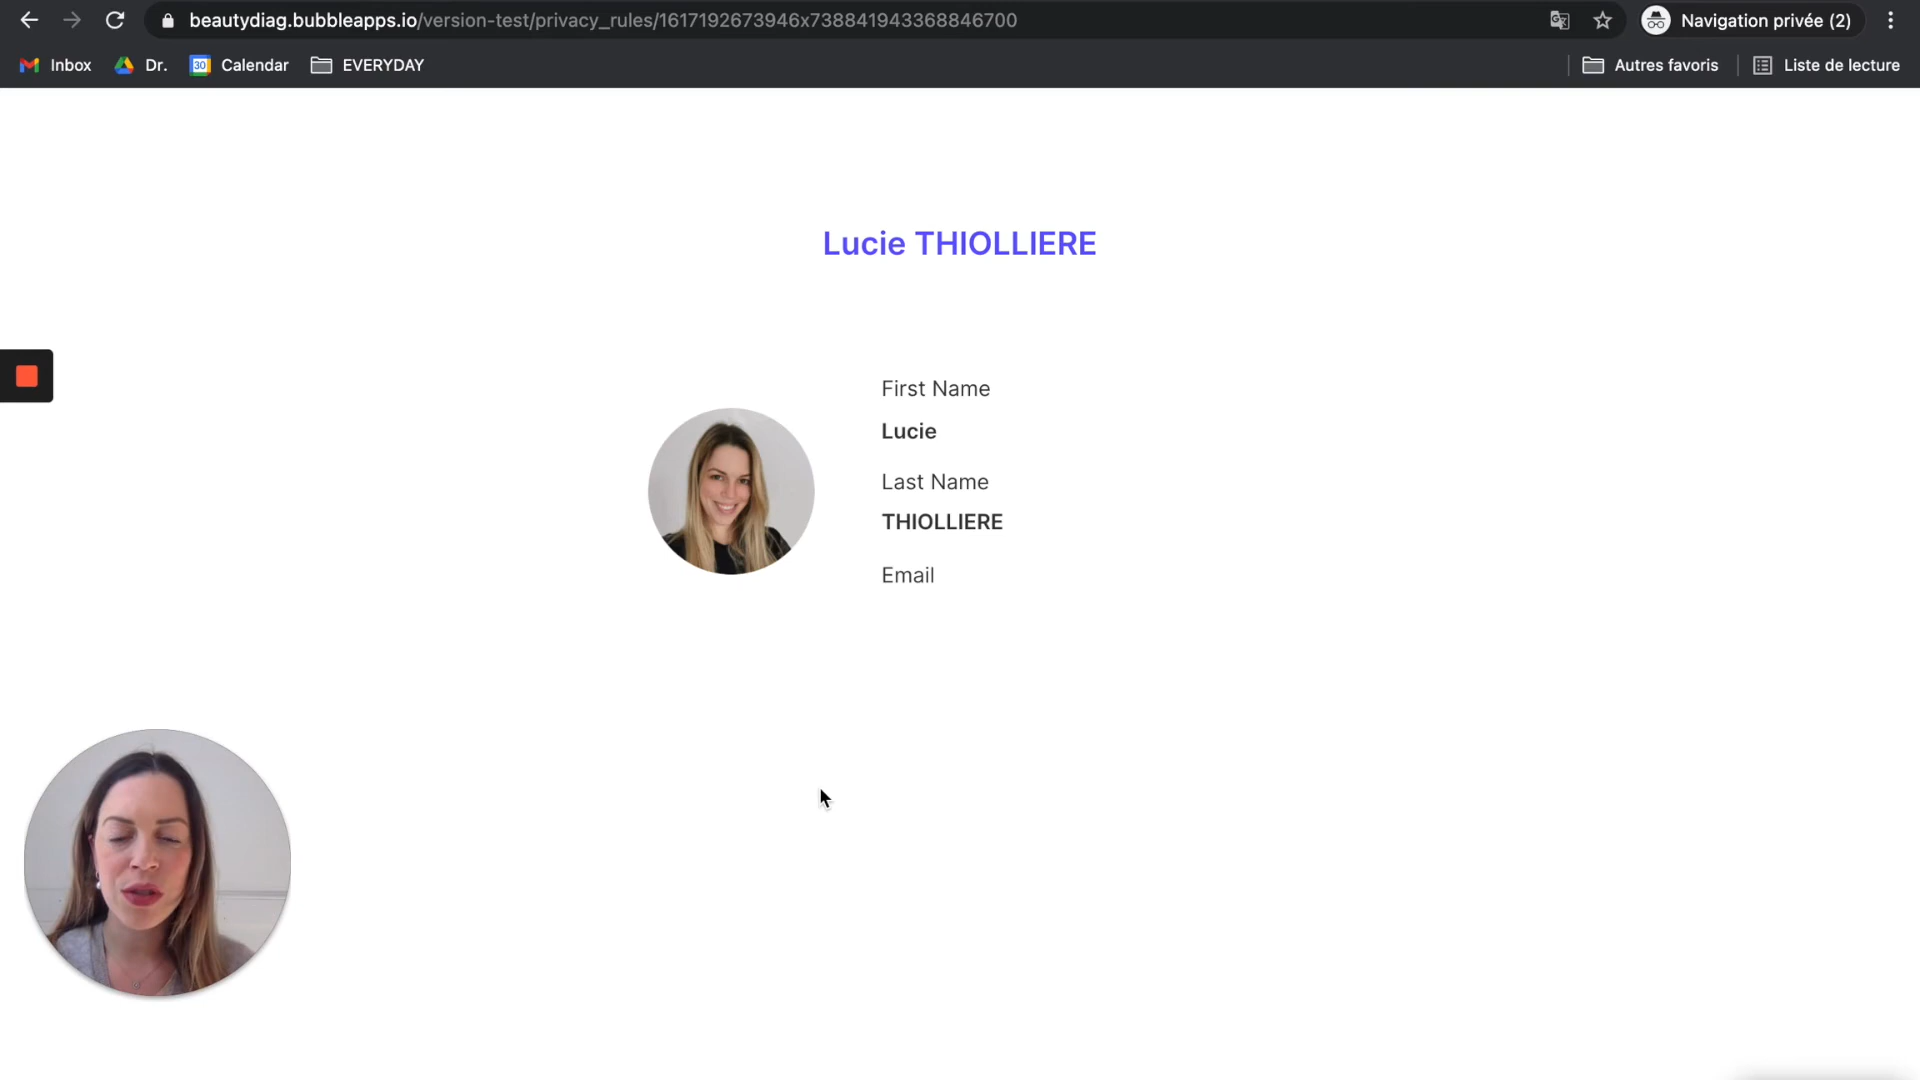 beautydiag.bubbleapps.io/version-test/privacy_rules/1617192673946x738841943368846700
Navigation privée (2)
Inbox
Dr.
30
Calendar
EVERYDAY
Autres favoris
Liste de lecture
Lucie THIOLLIERE
First Name
Lucie
Last Name
THIOLLIERE
Email